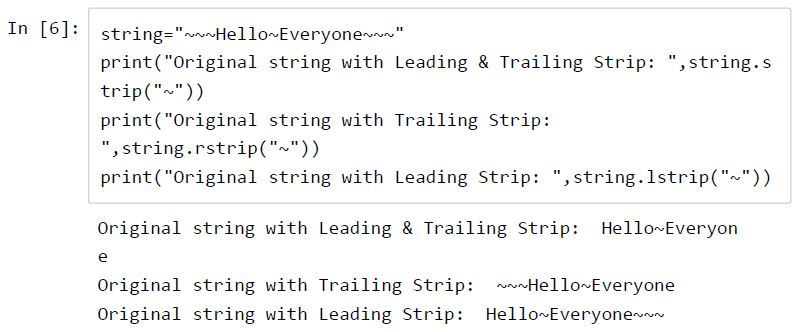 In [6]:
string="~~~Hello~Everyone~~~"
print("Original string with Leading & Trailing Strip: ",string.s
trip("~"))
print("Original string with Trailing Strip:
",string.rstrip("~"))
print("Original string with Leading Strip: ",string.lstrip("~"))
Original string with Leading & Trailing Strip:  Hello~Everyon
e
Original string with Trailing Strip:  ~~~Hello~Everyone
Original string with Leading Strip:  Hello~Everyone~~~